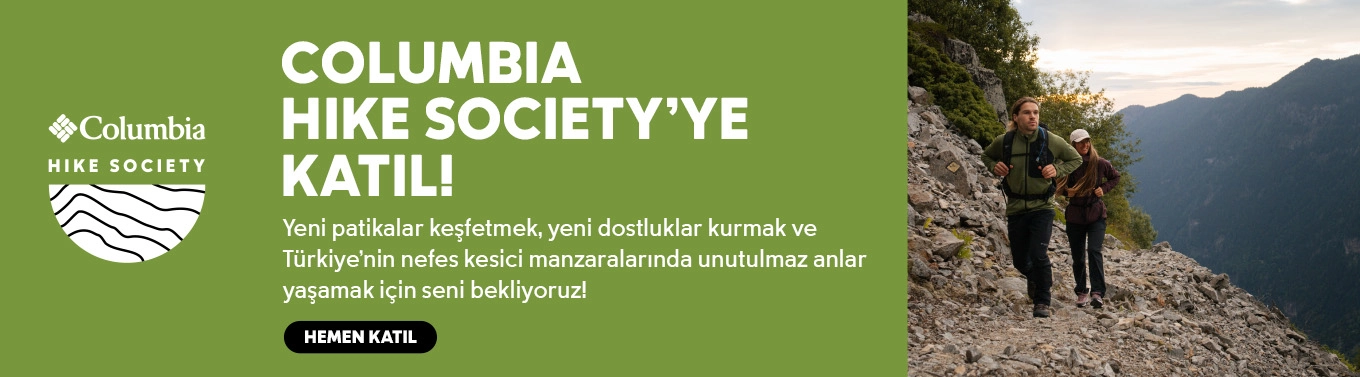 Columbia
HIKE SOCIETY
COLUMBIA
HIKE SOCIETY’YE
KATIL!
Yeni patikalar keşfetmek, yeni dostluklar kurmak ve
Türkiye’nin nefes kesici manzaralarında unutulmaz anlar
yaşamak için seni bekliyoruz!
HEMEN KATIL